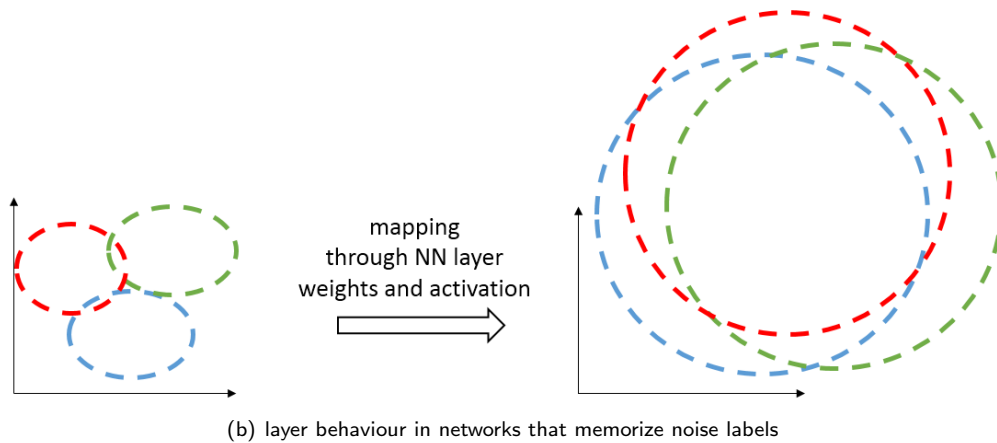 mapping
through NN layer
weights and activation
(b) layer behaviour in networks that memorize noise labels